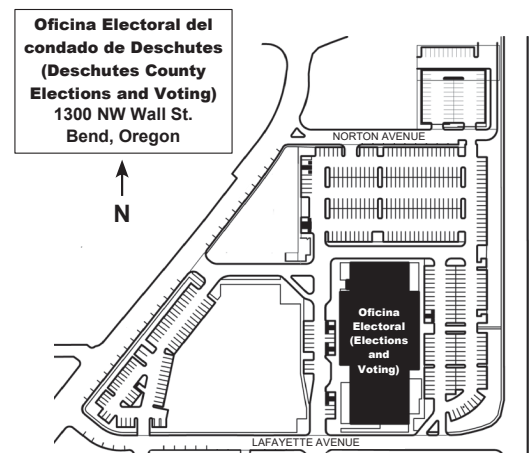 Oficina Electoral del
condado de Deschutes
(Deschutes County
Elections and Voting)
1300 NW Wall St.
Bend, Oregon
N
NORTON AVENUE
Oficina
Electoral
(Elections
and
Voting)
LAFAYETTE AVENUE